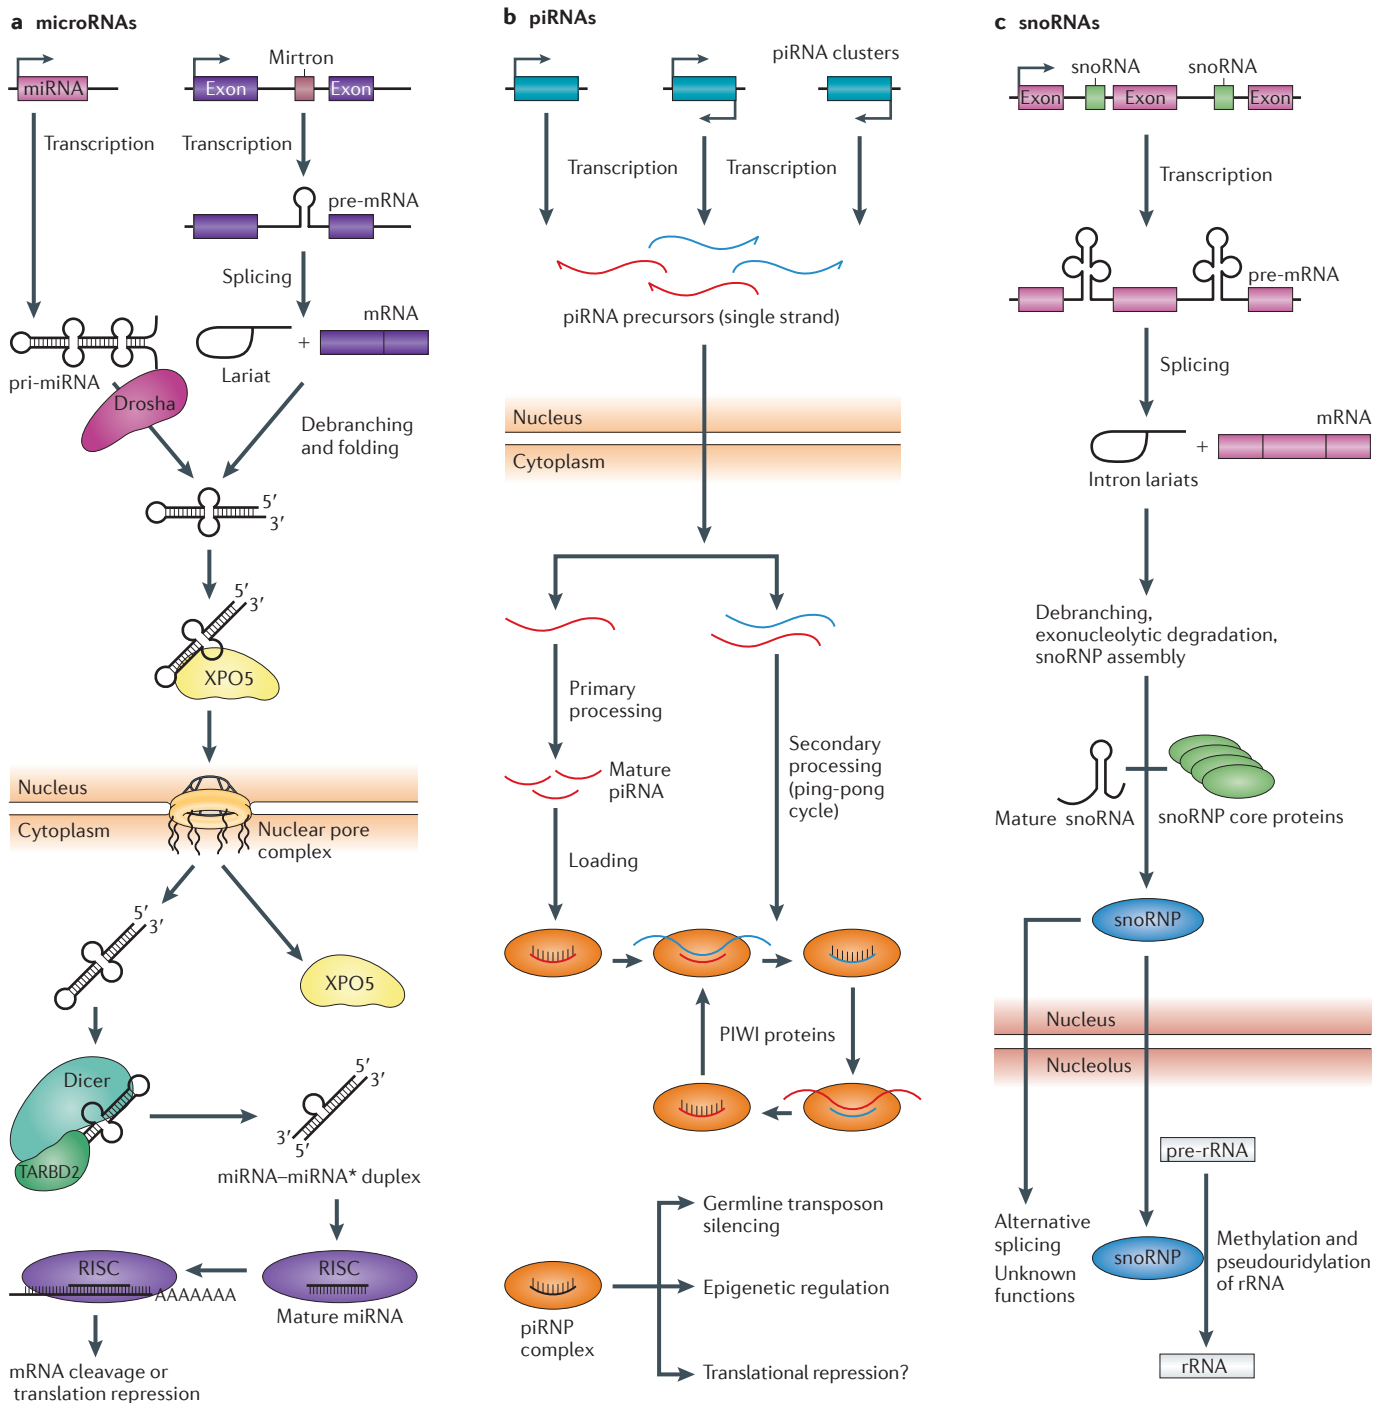 a microRNAs
miRNA
Exon
Mirtron
Exon
Transcription
Transcription
pre-mRNA
Splicing
mRNA
+
Lariat
pri-miRNA
Drosha
Debranching
and folding
5′
3′
5′
3′
XPO5
Nucleus
Cytoplasm
Nuclear pore
complex
5′
3′
XPO5
Dicer
TARBD2
5′
3′
3′
5′
miRNA–miRNA* duplex
RISC
AAAAAAA
RISC
Mature miRNA
mRNA cleavage or
translation repression
b piRNAs
piRNA clusters
Transcription
Transcription
piRNA precursors (single strand)
Nucleus
Cytoplasm
Primary
processing
Mature
piRNA
Loading
Secondary
processing
(ping-pong
cycle)
PIWI proteins
piRNP
complex
Germline transposon
silencing
Epigenetic regulation
Translational repression?
c snoRNAs
snoRNA
snoRNA
Exon
Exon
Exon
Transcription
pre-mRNA
Splicing
mRNA
+
Intron lariats
Debranching,
exonucleolytic degradation,
snoRNP assembly
Mature snoRNA
snoRNP core proteins
snoRNP
Nucleus
Nucleolus
pre-rRNA
Alternative
splicing
Unknown
functions
snoRNP
Methylation and
pseudouridylation
of rRNA
rRNA